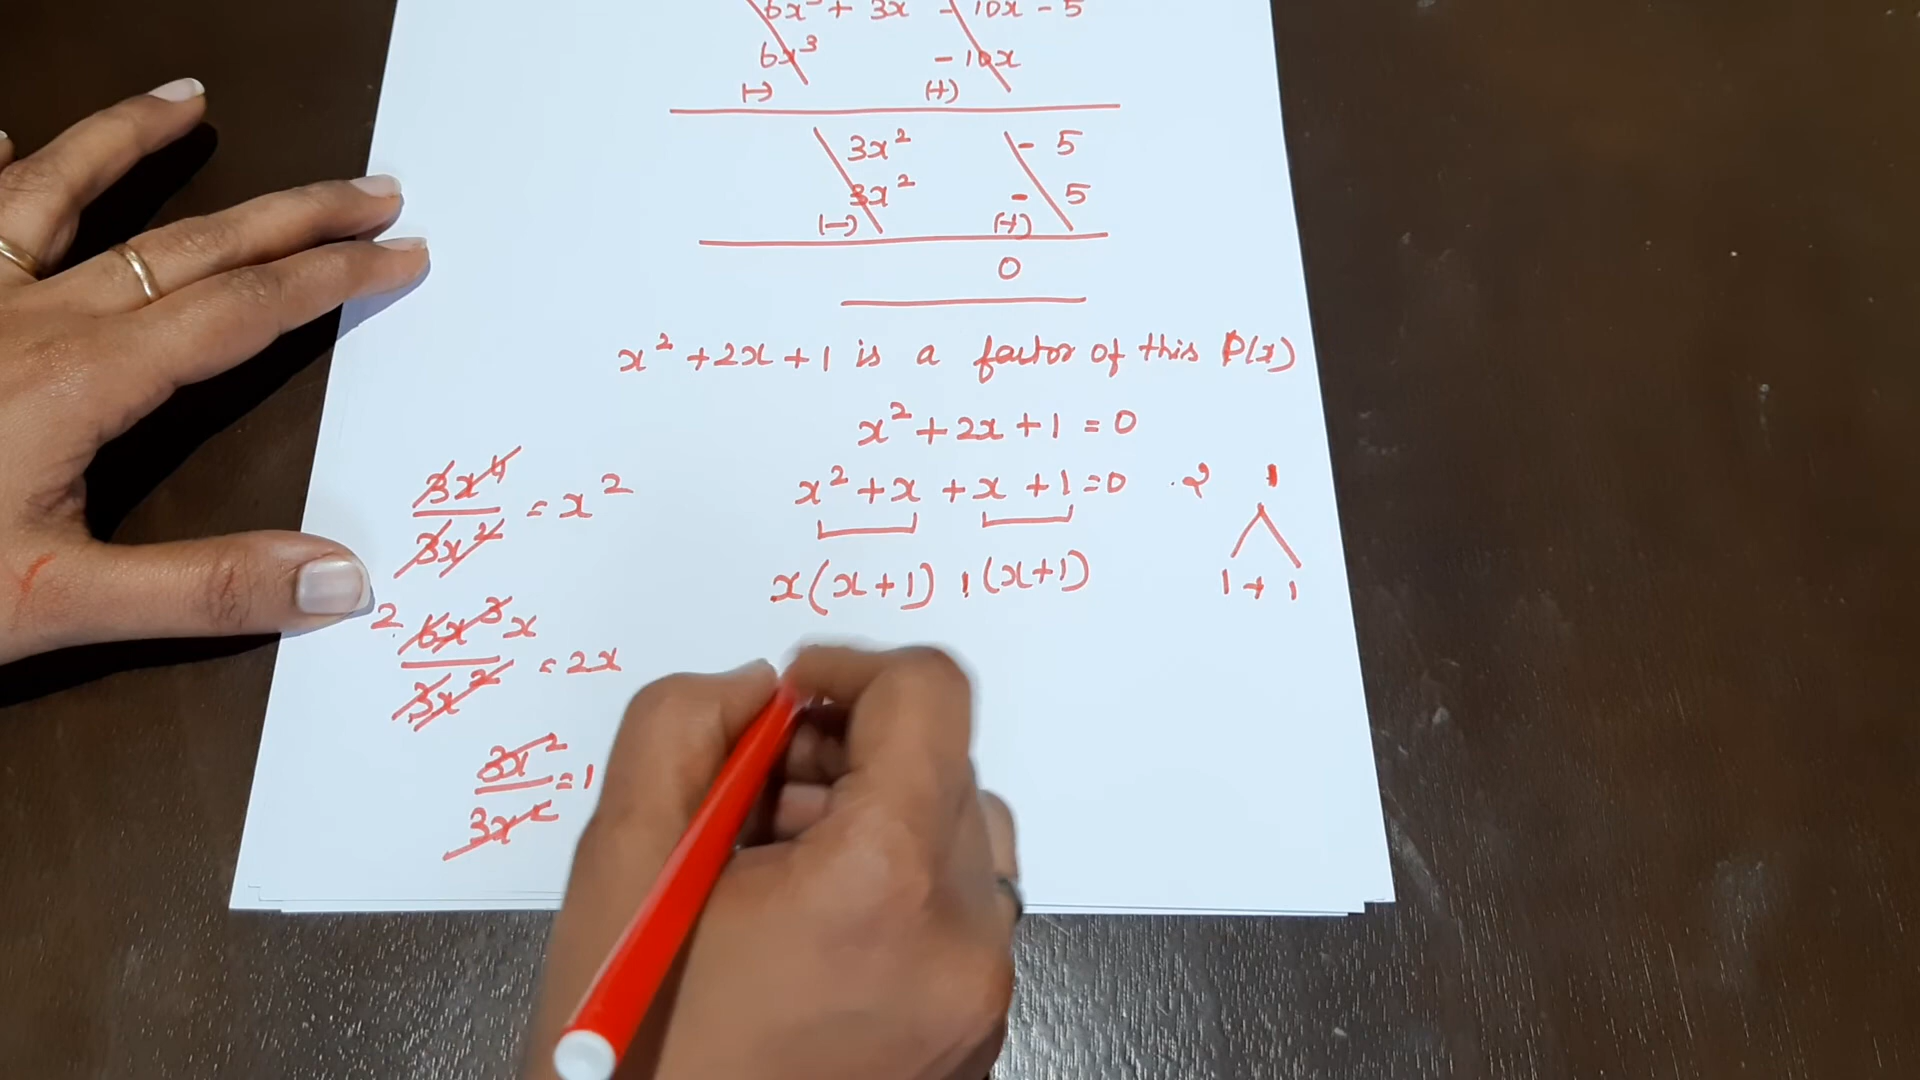 6x³ + 3x - 10x - 5
6x³ - 10x
(-) (+)
3x² - 5
3x² - 5
(-) (+)
0
x² + 2x + 1 is a factor of this P(x)
x² + 2x + 1 = 0
x² + x + x + 1 = 0 .2 1
x(x+1) 1(x+1) 1 + 1
3x⁴/3x² = x²
2 6x³ x/3x² = 2x
3x²/3x² = 1